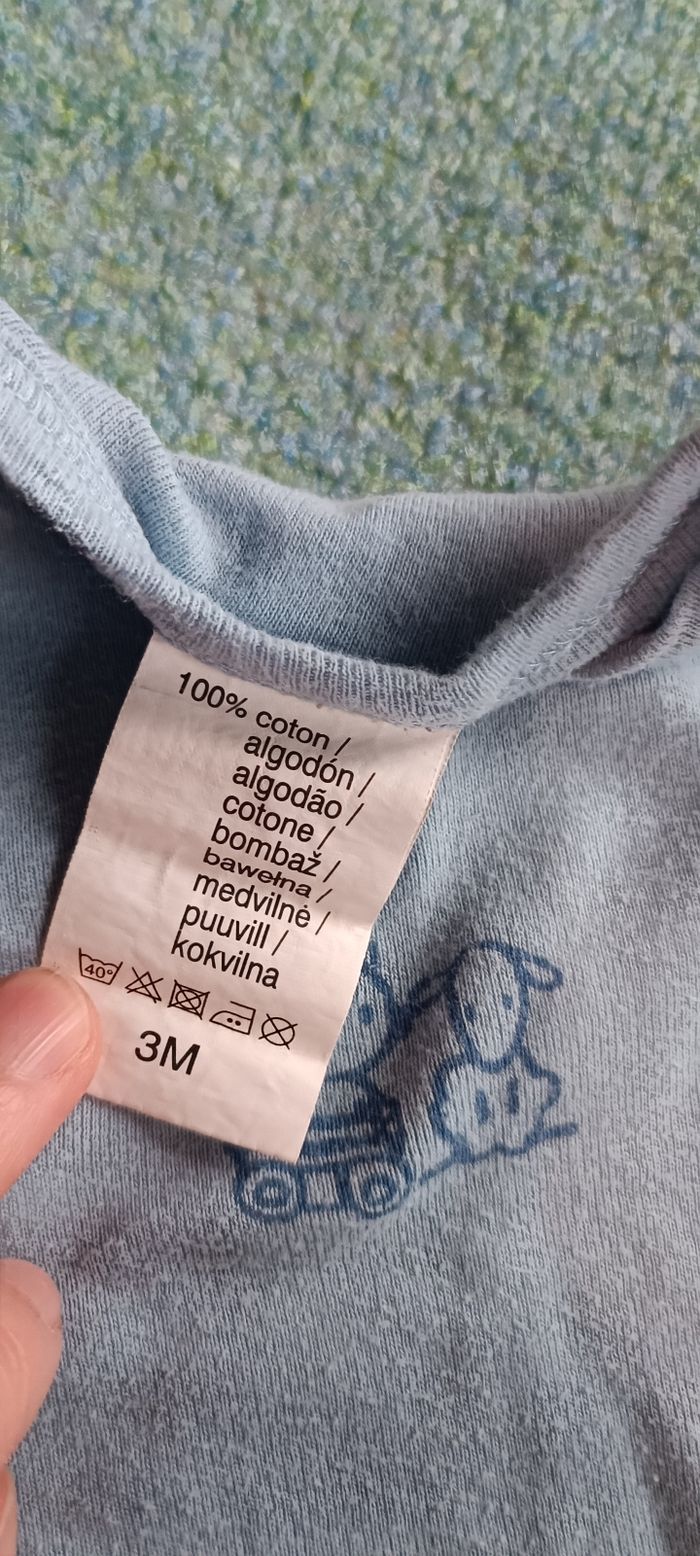 100% coton /
algodón /
algodão /
cotone /
bombaž /
bawełna /
medvilnė /
puuvill /
kokvilna
40°
3M